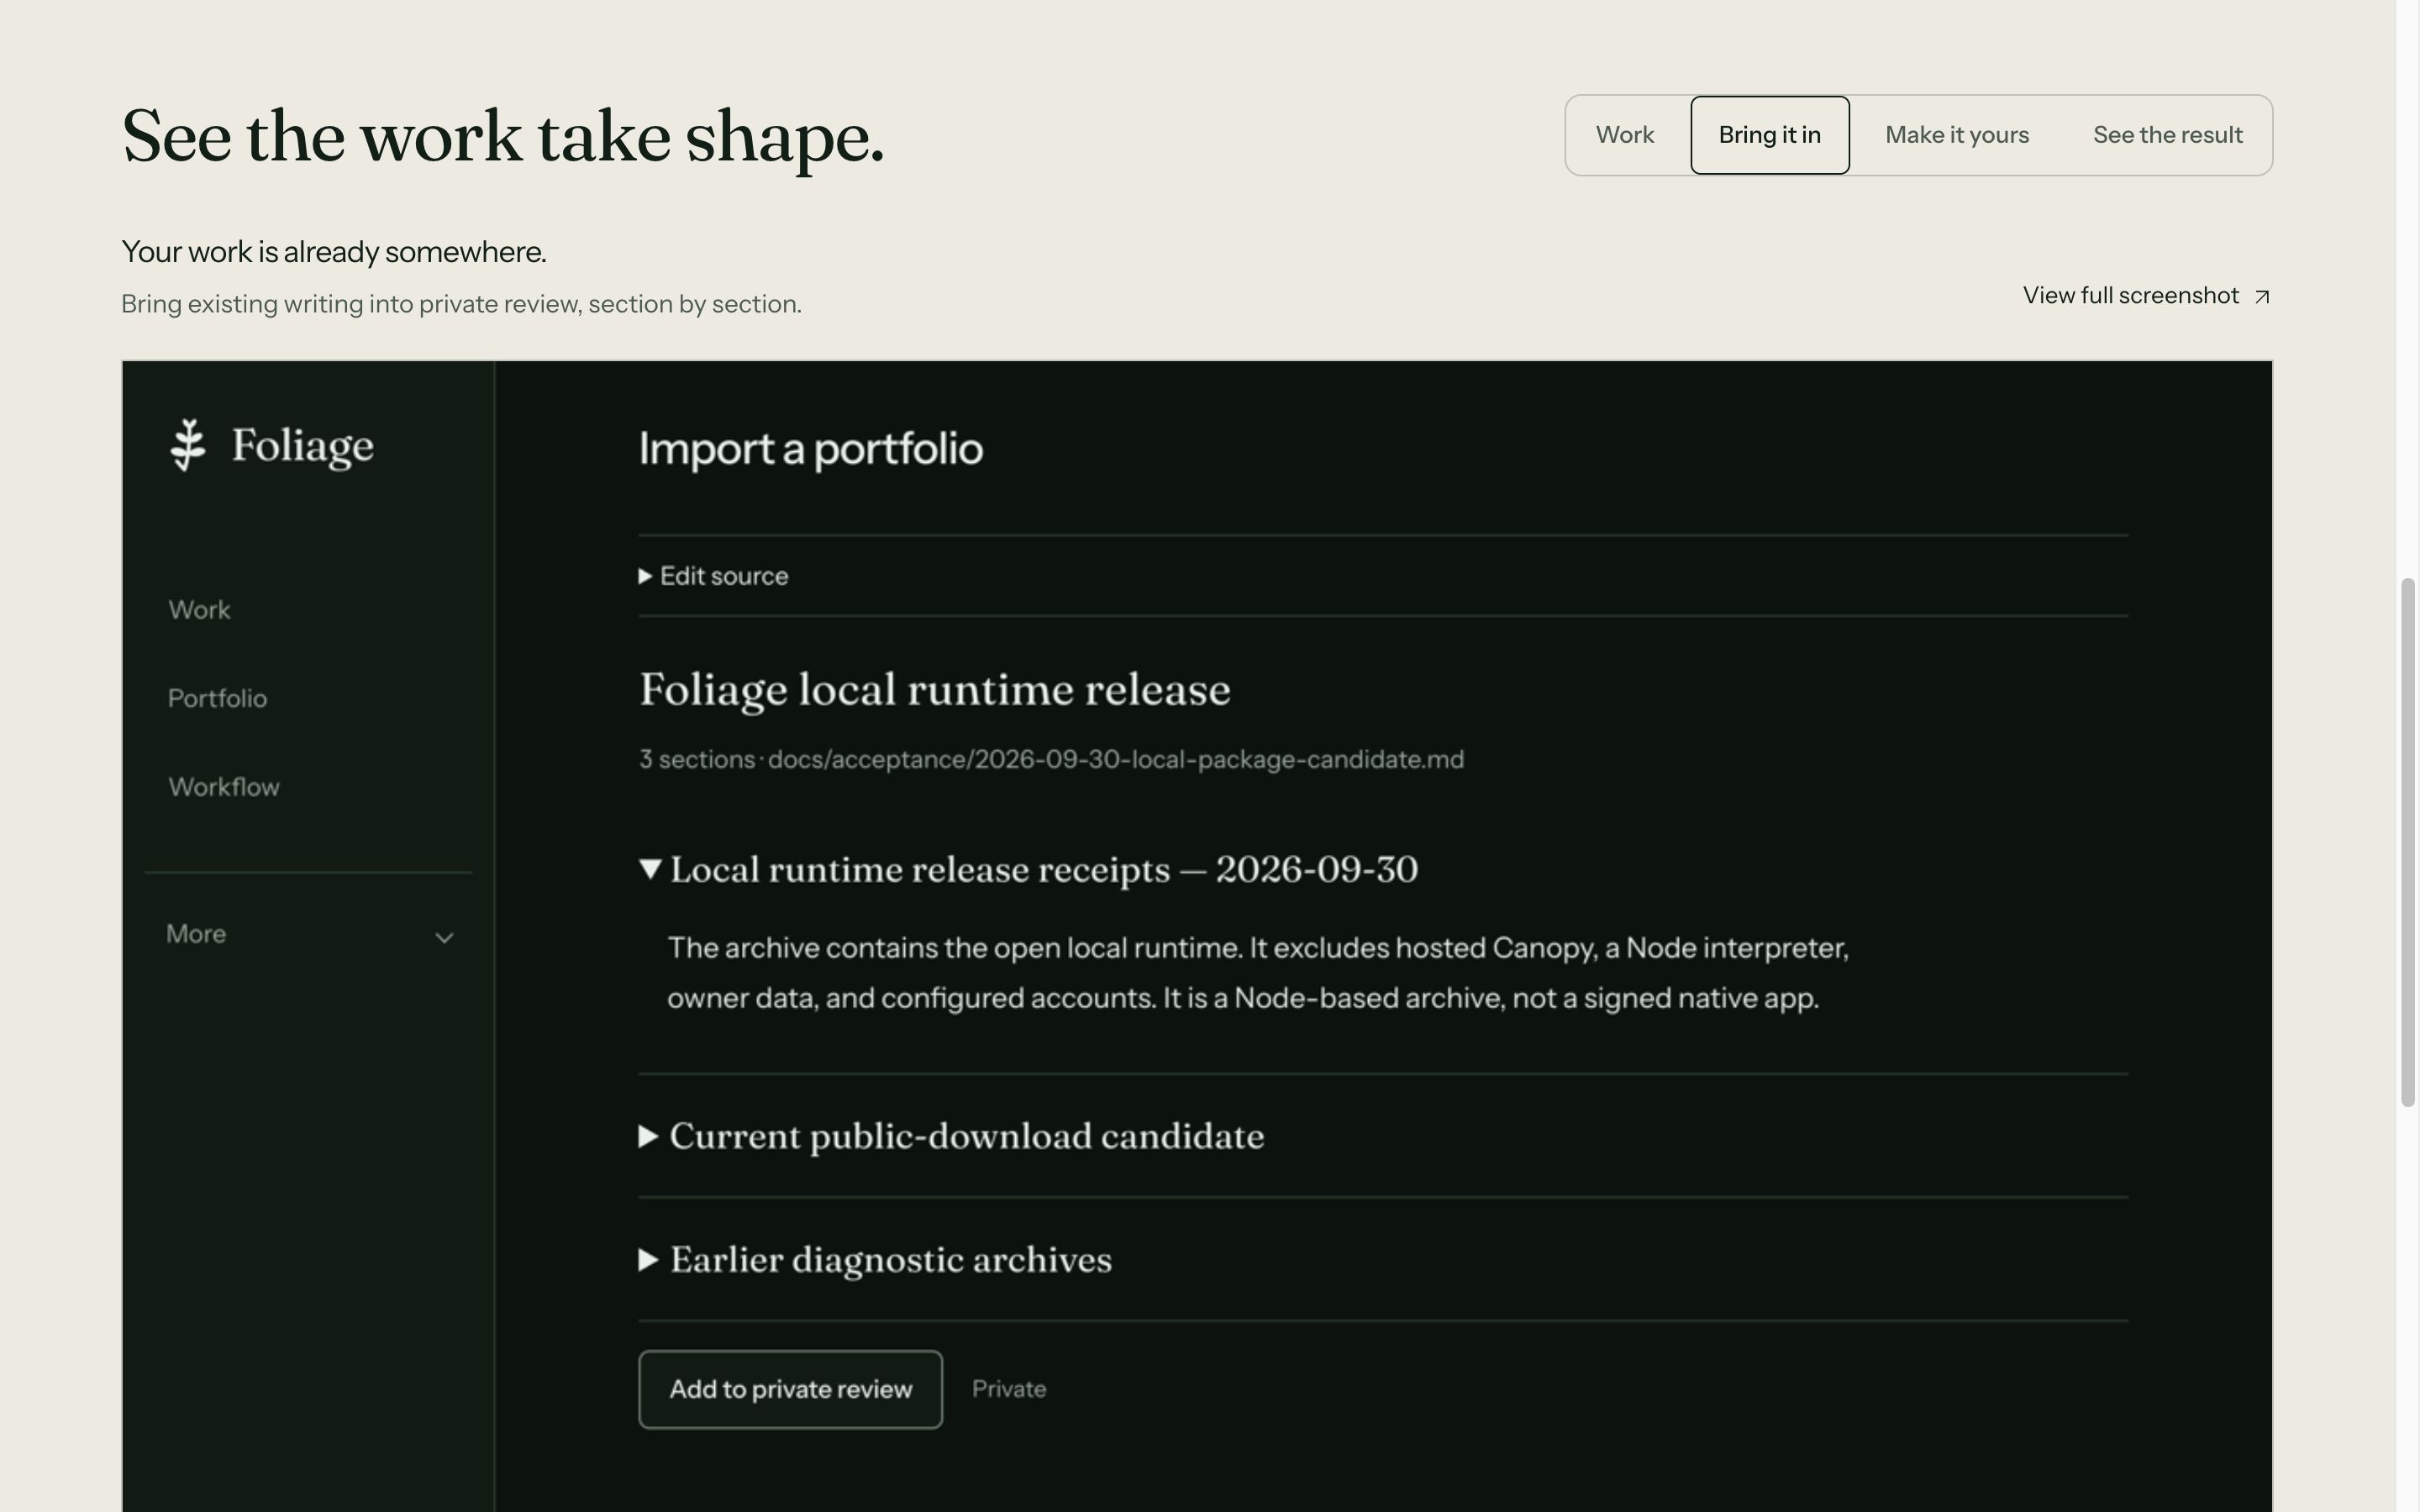 See the work take shape.
Work
Bring it in
Make it yours
See the result
Your work is already somewhere.
Bring existing writing into private review, section by section.
View full screenshot
Foliage
Work
Portfolio
Workflow
More
Import a portfolio
Edit source
Foliage local runtime release
3 sections · docs/acceptance/2026-09-30-local-package-candidate.md
Local runtime release receipts — 2026-09-30
The archive contains the open local runtime. It excludes hosted Canopy, a Node interpreter,
owner data, and configured accounts. It is a Node-based archive, not a signed native app.
Current public-download candidate
Earlier diagnostic archives
Add to private review
Private